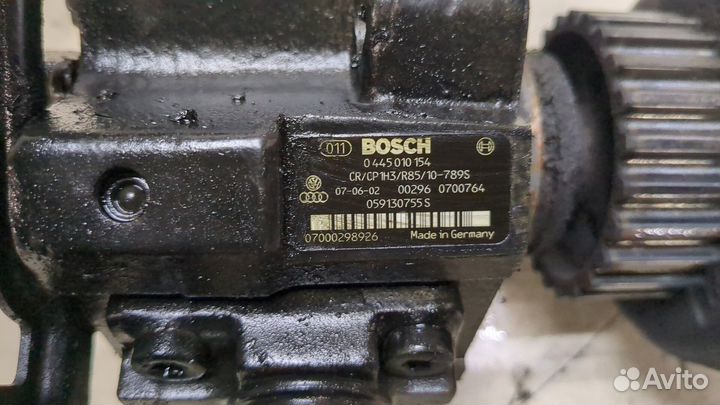 011 BOSCH
0 445 010 154
CR/CP1H3/R85/10-789S
07-06-02 00296 0700764
059130755S
07000298926 Made in Germany
Avito